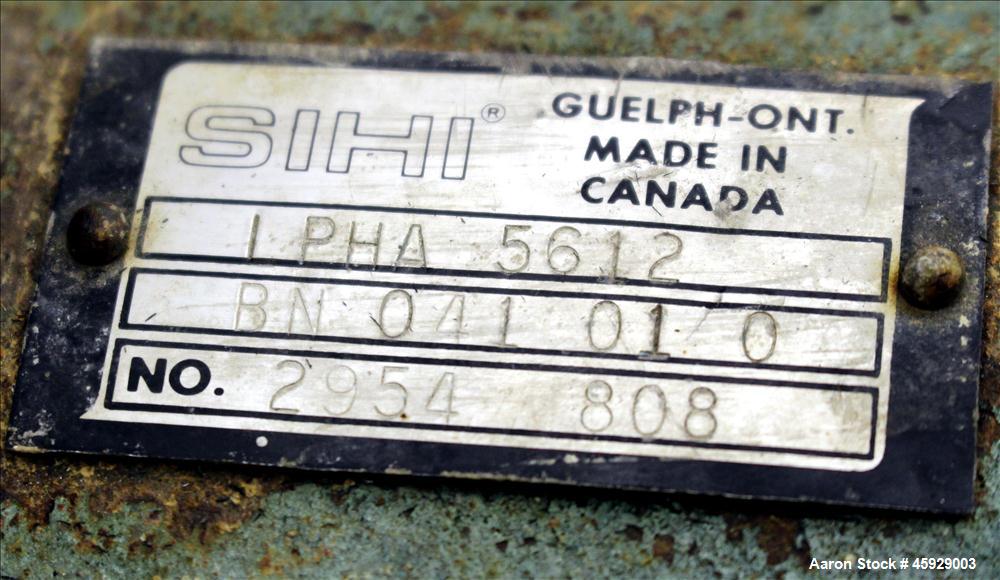 SIHI® GUELPH-ONT.
MADE IN
CANADA
LPHA 5612
BN 041 01 0
NO. 2954 808
Aaron Stock # 45929003